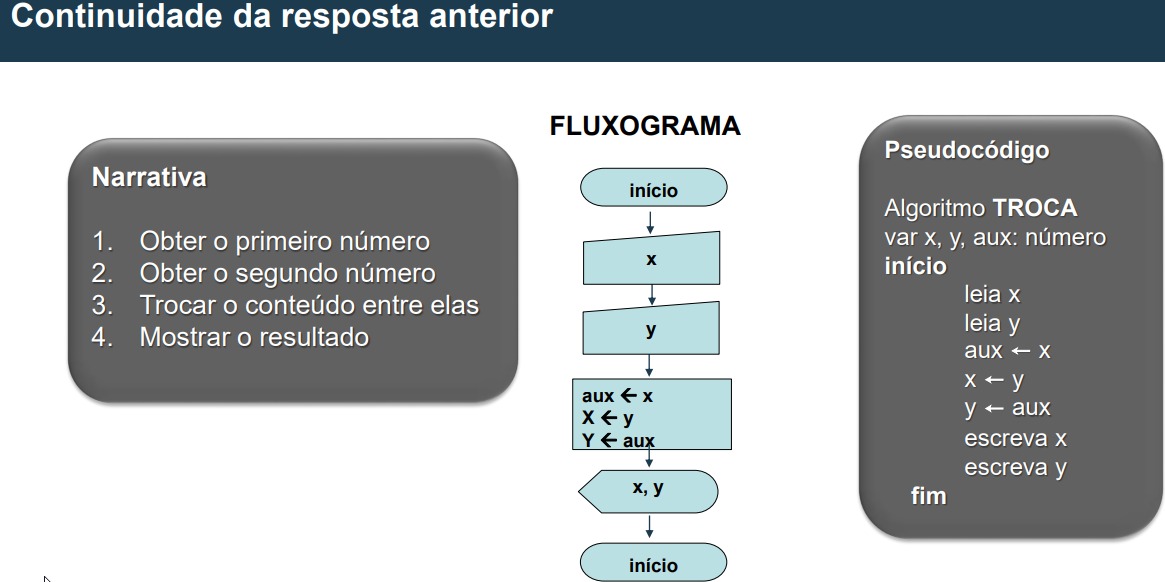 Continuidade da resposta anterior
Narrativa
1. Obter o primeiro número
2. Obter o segundo número
3. Trocar o conteúdo entre elas
4. Mostrar o resultado
FLUXOGRAMA
início
x
y
aux ← x
X ← y
Y ← aux
x, y
início
Pseudocódigo
Algoritmo TROCA
var x, y, aux: número
início
leia x
leia y
aux ← x
x ← y
y ← aux
escreva x
escreva y
fim